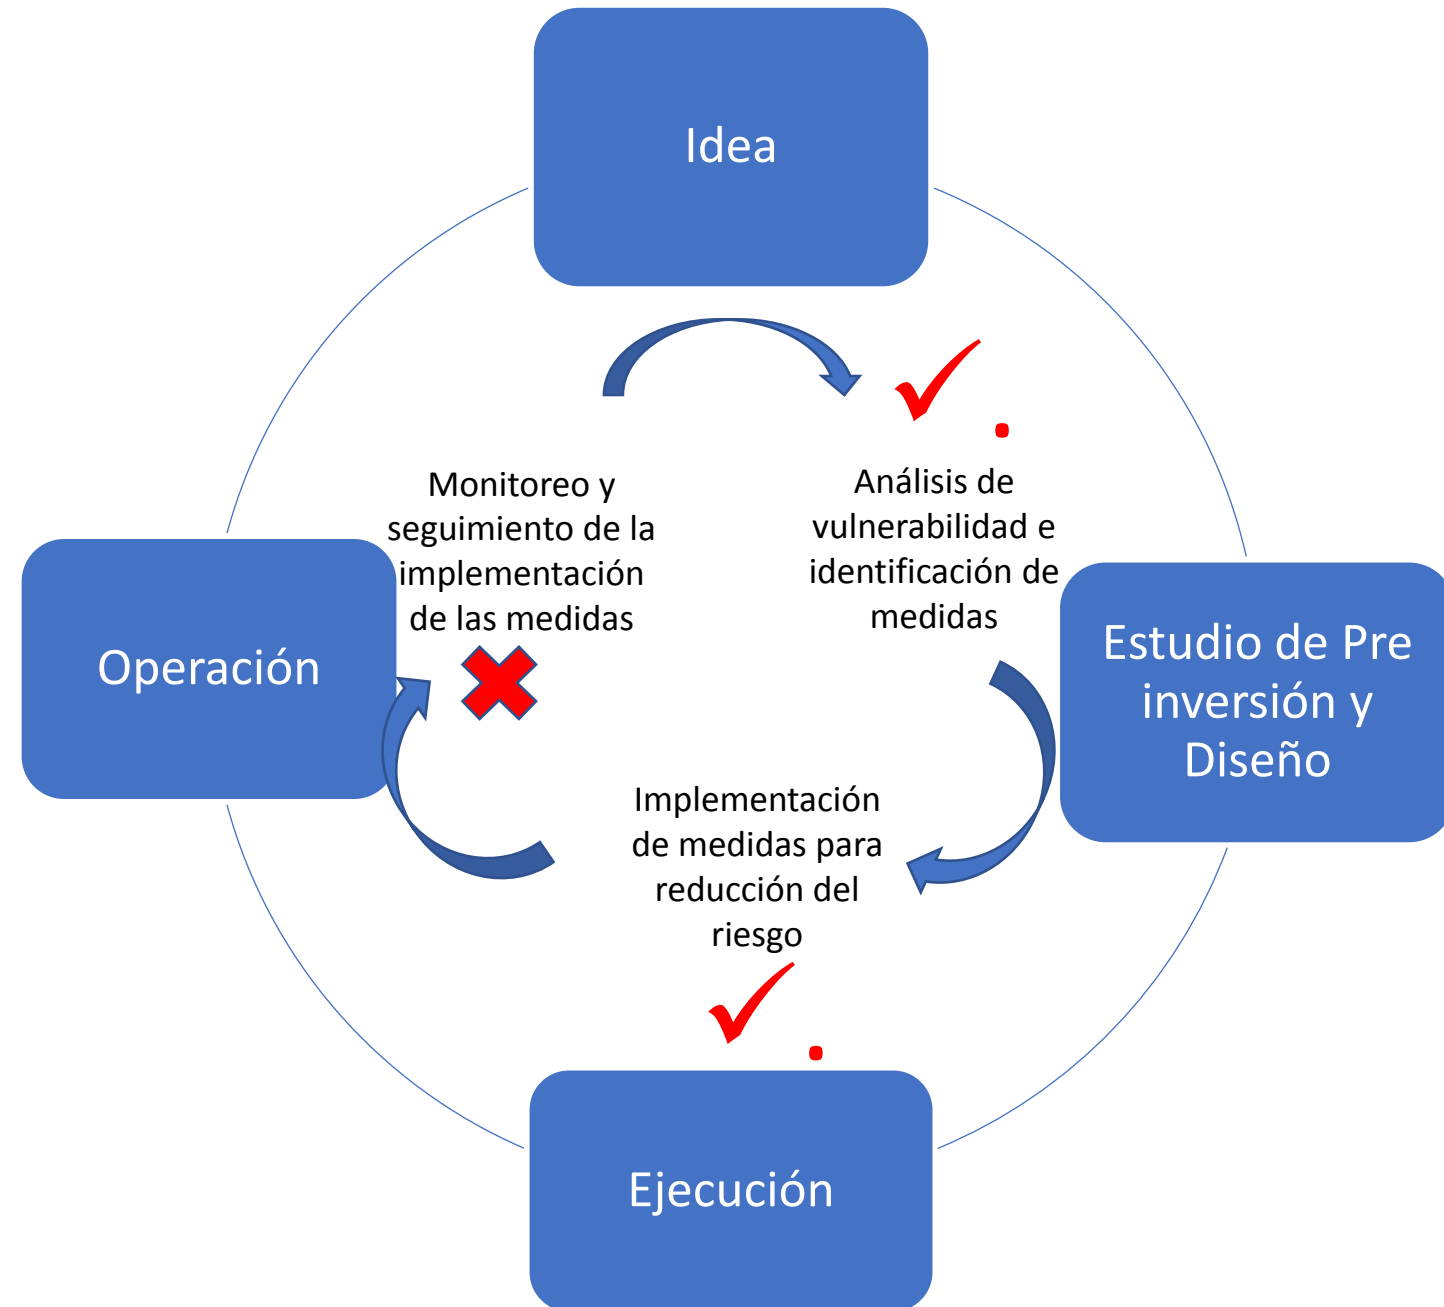 Idea
Análisis de
vulnerabilidad e
identificación de
medidas
Estudio de Pre
inversión y
Diseño
Implementación
de medidas para
reducción del
riesgo
Ejecución
Monitoreo y
seguimiento de la
implementación
de las medidas
Operación